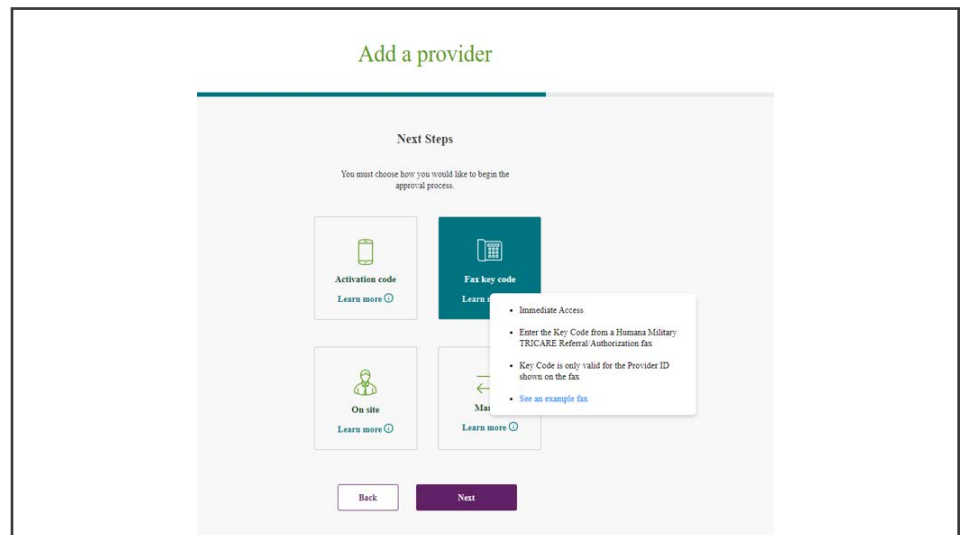 Add a provider
Next Steps
You must choose how you would like to begin the
approval process.
Activation code
Learn more
Fax key code
Learn
• Immediate Access
• Enter the Key Code from a Humana Military
TRICARE Referral/Authorization fax
• Key Code is only valid for the Provider ID
shown on the fax
• See an example fax
On site
Learn more
Learn more
Back
Next